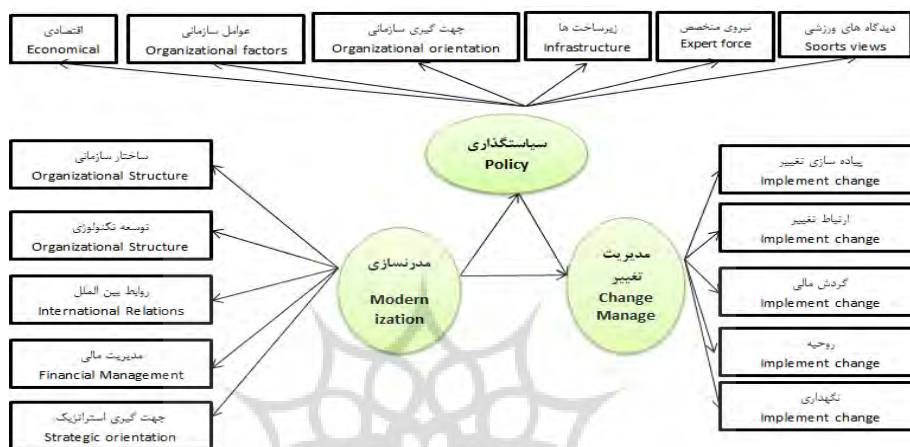 اقتصادی
Economical
عوامل سازمانی
Organizational factors
جهت گیری سازمانی
Organizational orientation
زیرساخت ها
Infrastructure
نیروی متخصص
Expert force
دیدگاه های ورزشی
Soorts views
سیاستگذاری
Policy
ساختار سازمانی
Organizational Structure
توسعه تکنولوژی
Organizational Structure
روابط بین الملل
International Relations
مدیریت مالی
Financial Management
جهت گیری استراتژیک
Strategic orientation
مدرنسازی
Modern
ization
مدیریت
تغییر
Change
Manage
پیاده سازی تغییر
Implement change
ارتباط تغییر
Implement change
گردش مالی
Implement change
روحیه
Implement change
نگهداری
Implement change